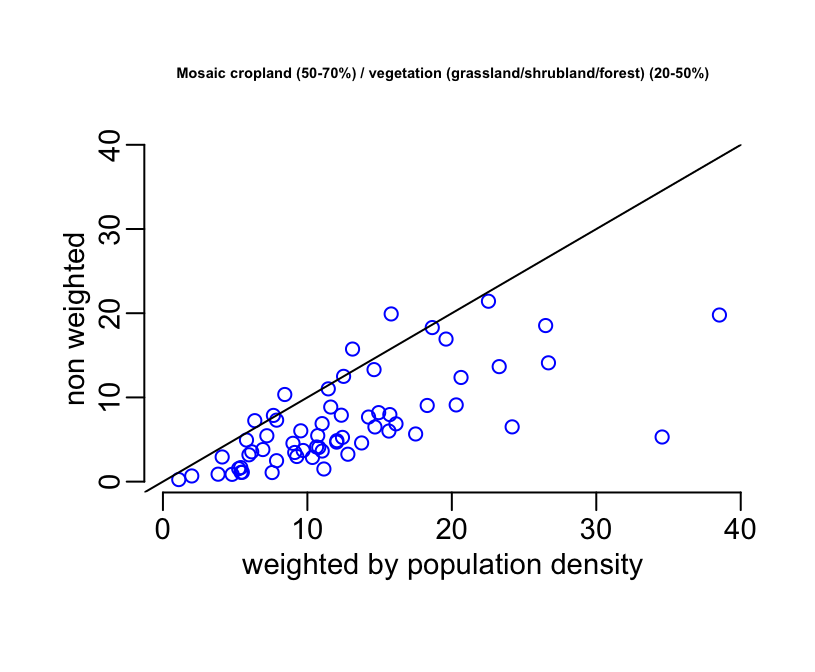 Mosaic cropland (50-70%) / vegetation (grassland/shrubland/forest) (20-50%)
40
30
20
10
0
non weighted
0 10 20 30 40
weighted by population density